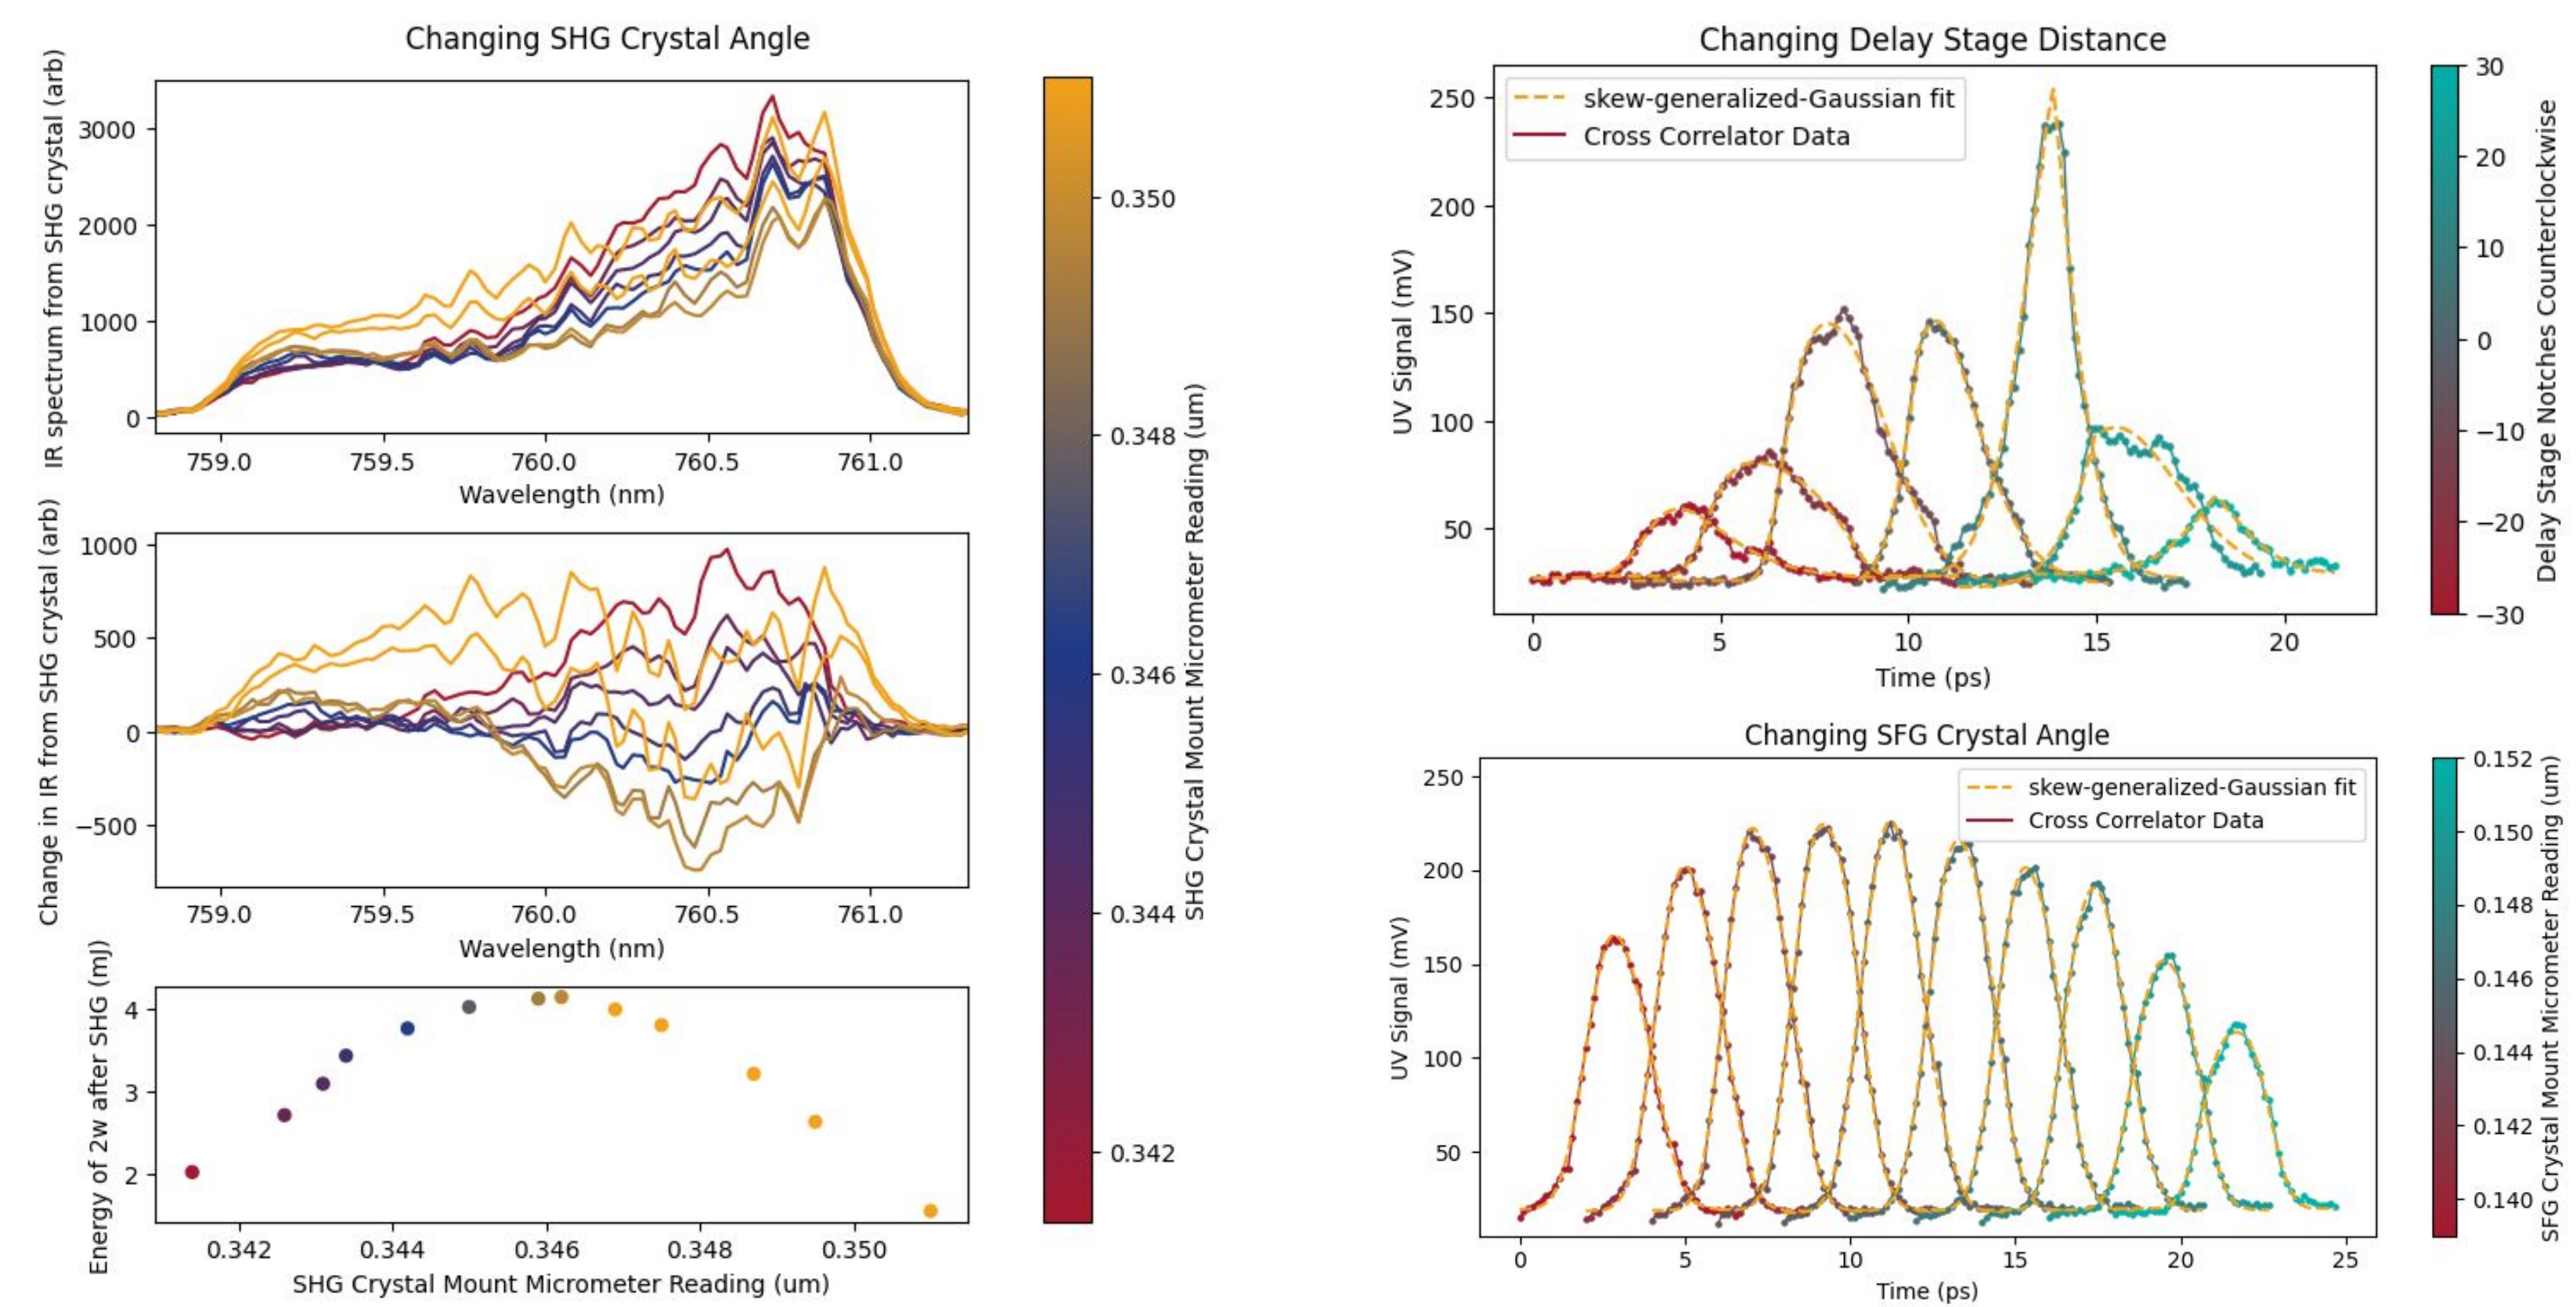 Changing SHG Crystal Angle
IR spectrum from SHG crystal (arb)
3000
2000
1000
0
759.0 759.5 760.0 760.5 761.0
Wavelength (nm)
Change in IR from SHG crystal (arb)
1000
500
0
−500
759.0 759.5 760.0 760.5 761.0
Wavelength (nm)
Energy of 2w after SHG (mJ)
4
3
2
0.342 0.344 0.346 0.348 0.350
SHG Crystal Mount Micrometer Reading (um)
0.350
0.348
0.346
0.344
0.342
SHG Crystal Mount Micrometer Reading (um)
Changing Delay Stage Distance
skew-generalized-Gaussian fit
Cross Correlator Data
UV Signal (mV)
250
200
150
100
50
0 5 10 15 20
Time (ps)
30
20
10
0
−10
−20
−30
Delay Stage Notches Counterclockwise
Changing SFG Crystal Angle
skew-generalized-Gaussian fit
Cross Correlator Data
UV Signal (mV)
250
200
150
100
50
0 5 10 15 20 25
Time (ps)
0.152
0.150
0.148
0.146
0.144
0.142
0.140
SFG Crystal Mount Micrometer Reading (um)